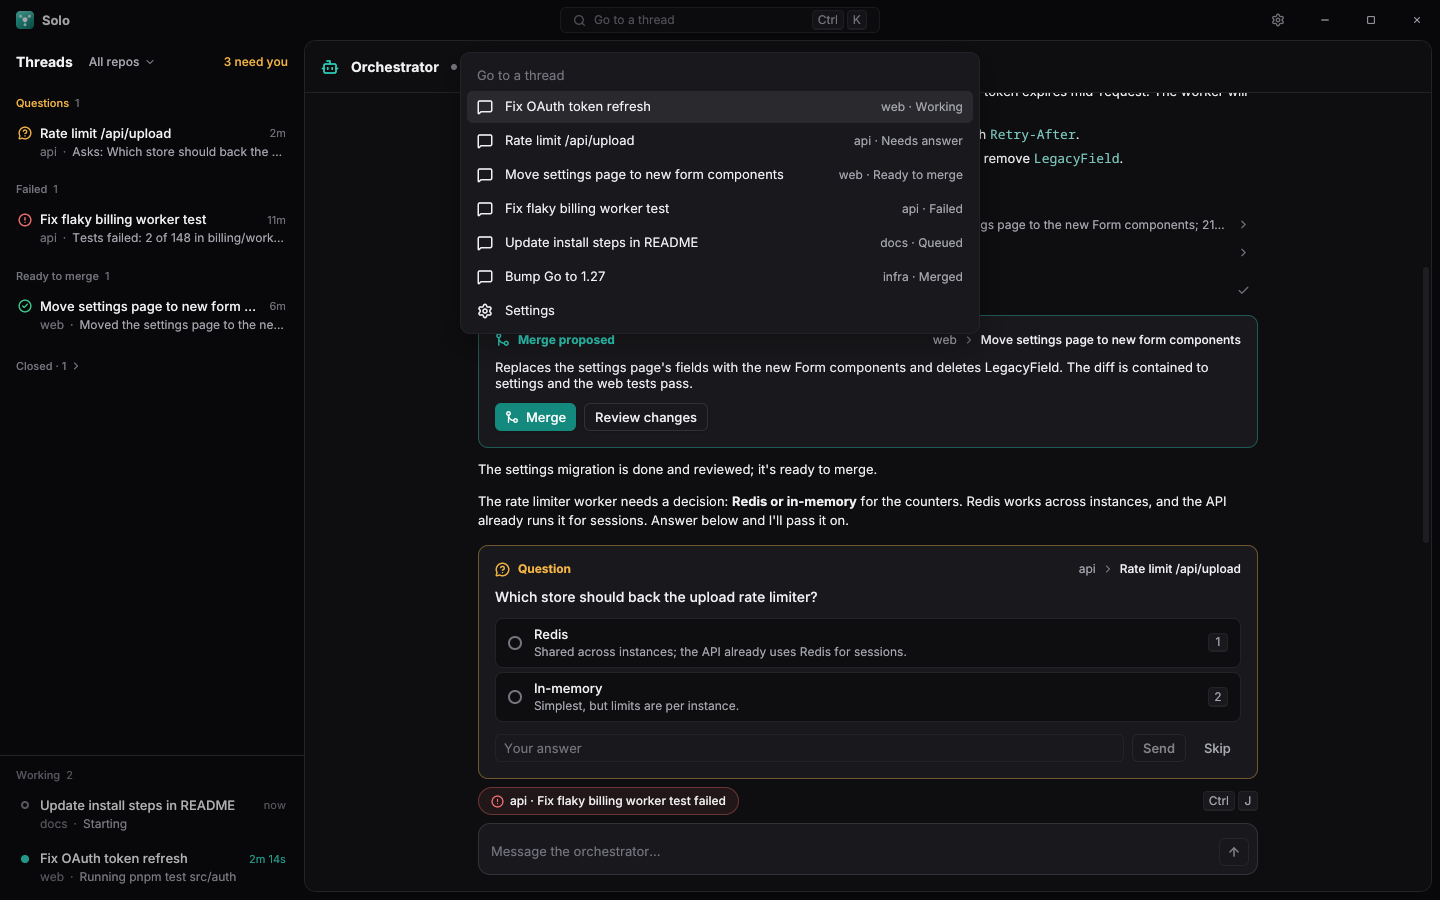 Solo
Go to a thread
Ctrl K
Threads
All repos
3 need you
Questions 1
Rate limit /api/upload 2m
api · Asks: Which store should back the ...
Failed 1
Fix flaky billing worker test 11m
api · Tests failed: 2 of 148 in billing/work...
Ready to merge 1
Move settings page to new form ... 6m
web · Moved the settings page to the ne...
Closed · 1
Working 2
Update install steps in README now
docs · Starting
Fix OAuth token refresh 2m 14s
web · Running pnpm test src/auth
Orchestrator
Go to a thread
Fix OAuth token refresh web · Working
Rate limit /api/upload api · Needs answer
Move settings page to new form components web · Ready to merge
Fix flaky billing worker test api · Failed
Update install steps in README docs · Queued
Bump Go to 1.27 infra · Merged
Settings
token expires mid-request. The worker will
h Retry-After.
remove LegacyField.
gs page to the new Form components; 21...
Merge proposed
web > Move settings page to new form components
Replaces the settings page's fields with the new Form components and deletes LegacyField. The diff is contained to
settings and the web tests pass.
Merge
Review changes
The settings migration is done and reviewed; it's ready to merge.
The rate limiter worker needs a decision: Redis or in-memory for the counters. Redis works across instances, and the API
already runs it for sessions. Answer below and I'll pass it on.
Question
api > Rate limit /api/upload
Which store should back the upload rate limiter?
Redis
Shared across instances; the API already uses Redis for sessions.
1
In-memory
Simplest, but limits are per instance.
2
Your answer
Send
Skip
api · Fix flaky billing worker test failed
Ctrl J
Message the orchestrator...